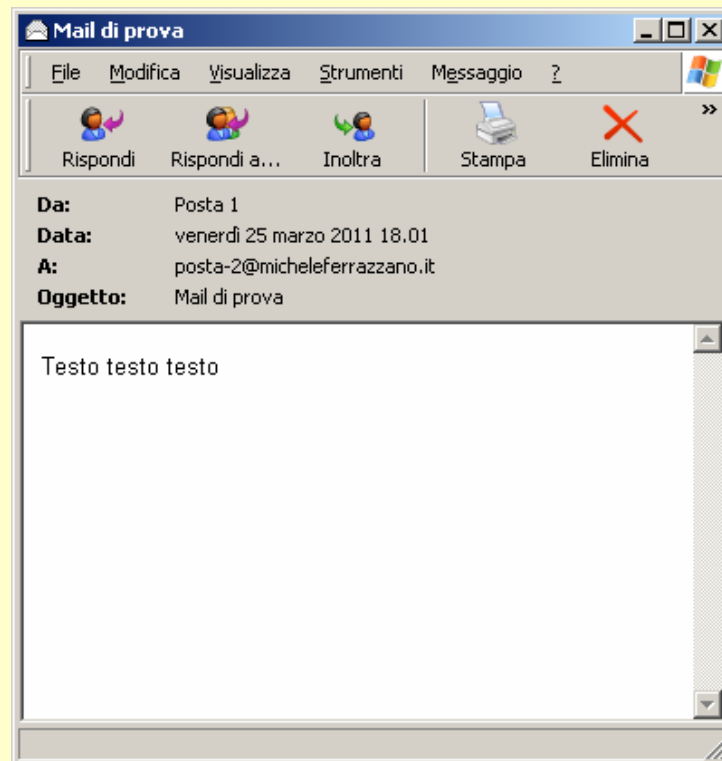 Mail di prova
File Modifica Visualizza Strumenti Messaggio ?
Rispondi Rispondi a... Inoltra Stampa Elimina »
Da: Posta 1
Data: venerdì 25 marzo 2011 18.01
A: posta-2@micheleferrazzano.it
Oggetto: Mail di prova
Testo testo testo